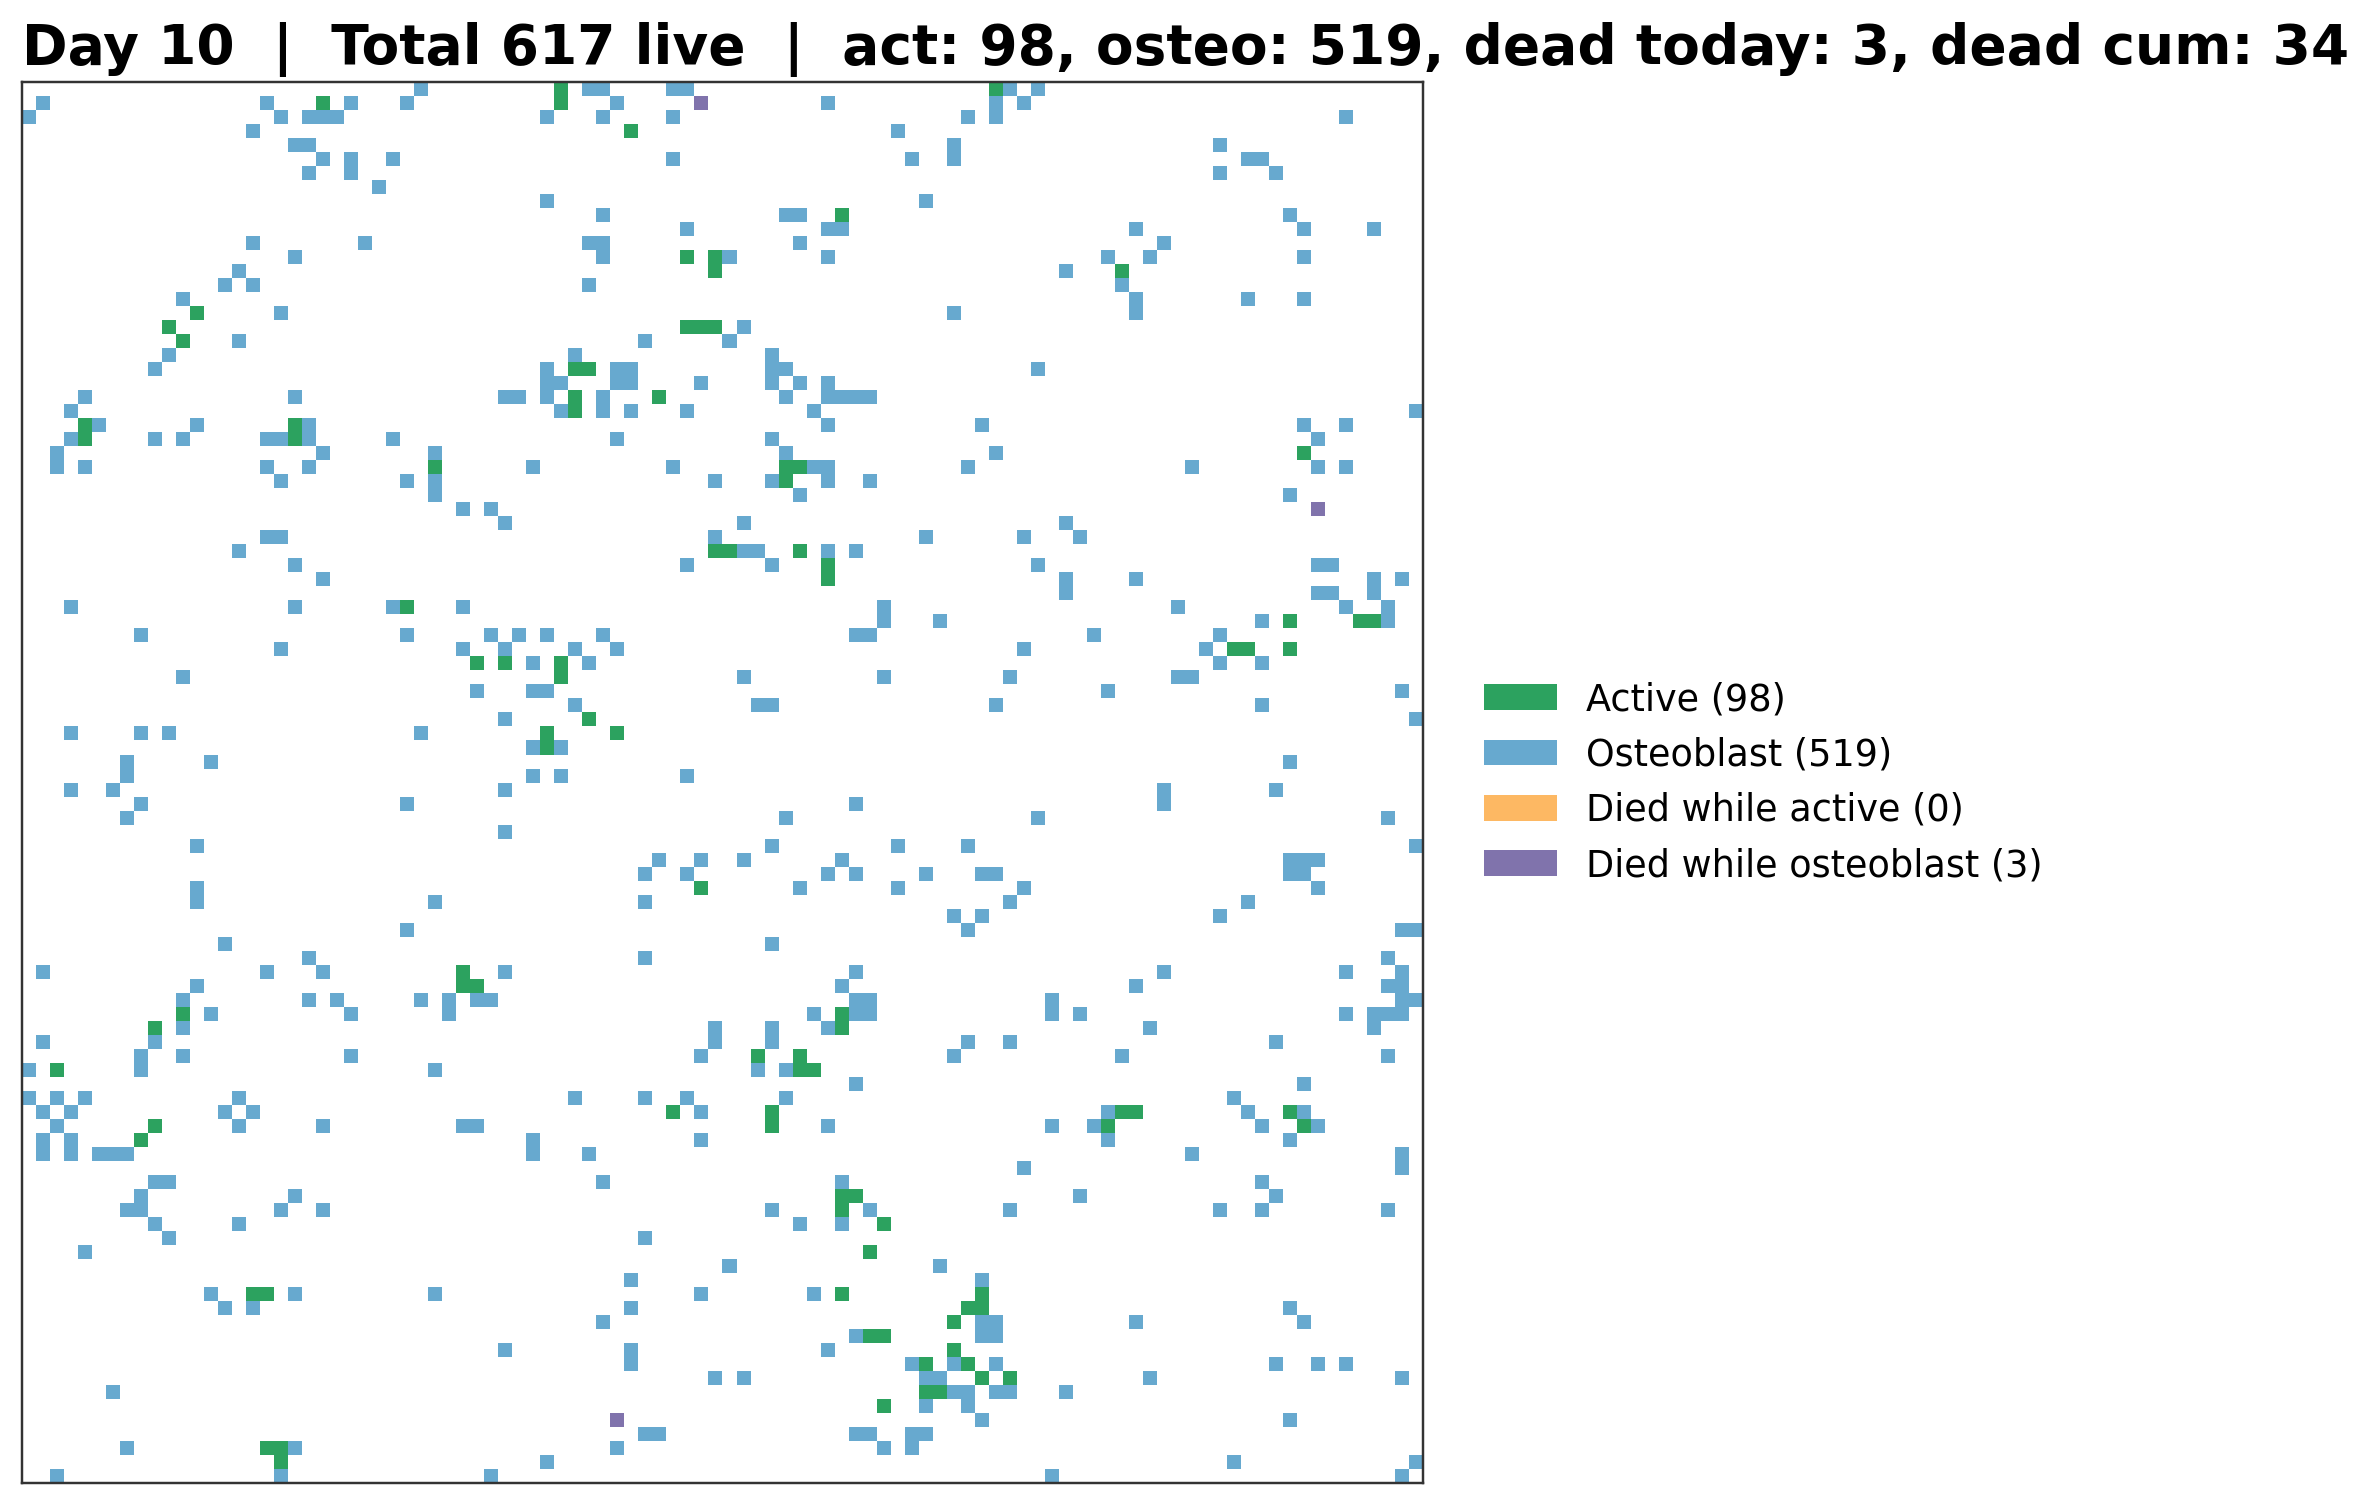 Day 10 | Total 617 live | act: 98, osteo: 519, dead today: 3, dead cum: 34
Active (98)
Osteoblast (519)
Died while active (0)
Died while osteoblast (3)